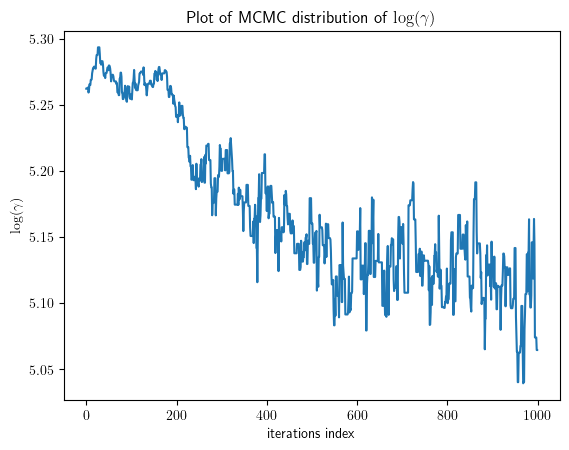 Plot of MCMC distribution of log(γ)
5.30
5.25
5.20
5.15
5.10
5.05
log(γ)
0 200 400 600 800 1000
iterations index